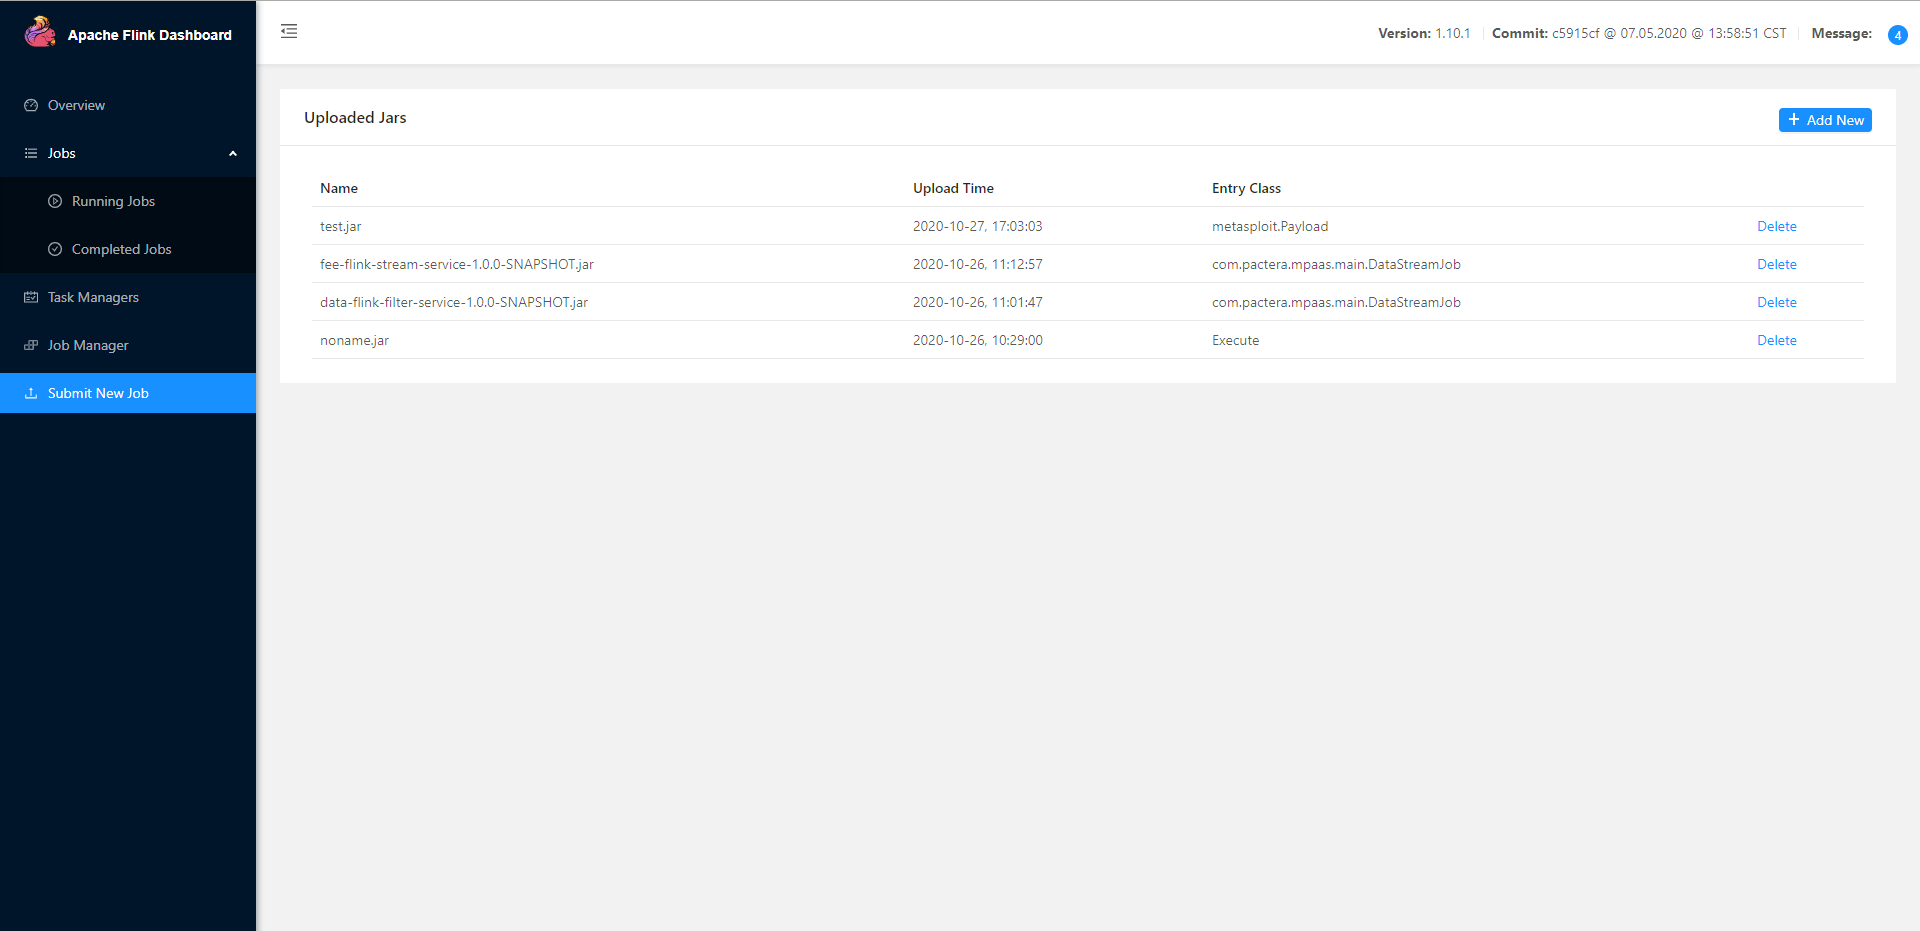 Apache Flink Dashboard
Version: 1.10.1 Commit: c5915cf @ 07.05.2020 @ 13:58:51 CST Message: 4
Overview
Jobs
Running Jobs
Completed Jobs
Task Managers
Job Manager
Submit New Job
Uploaded Jars
Add New
Name Upload Time Entry Class
test.jar 2020-10-27, 17:03:03 metasploit.Payload Delete
fee-flink-stream-service-1.0.0-SNAPSHOT.jar 2020-10-26, 11:12:57 com.pactera.mpaas.main.DataStreamJob Delete
data-flink-filter-service-1.0.0-SNAPSHOT.jar 2020-10-26, 11:01:47 com.pactera.mpaas.main.DataStreamJob Delete
noname.jar 2020-10-26, 10:29:00 Execute Delete